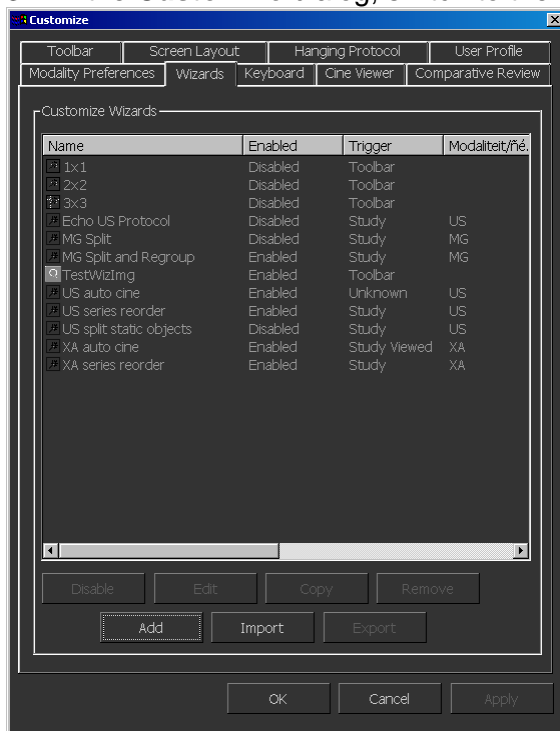 Customize
Toolbar Screen Layout Hanging Protocol User Profile
Modality Preferences Wizards Keyboard Cine Viewer Comparative Review
Customize Wizards
Name Enabled Trigger Modaliteit/ñé.
1x1 Disabled Toolbar
2x2 Disabled Toolbar
3x3 Disabled Toolbar
Echo US Protocol Disabled Study US
MG Split Disabled Study MG
MG Split and Regroup Enabled Study MG
TestWizImg Enabled Toolbar
US auto cine Enabled Unknown US
US series reorder Enabled Study US
US split static objects Disabled Study US
XA auto cine Enabled Study Viewed XA
XA series reorder Enabled Study XA
Disable Edit Copy Remove
Add Import Export
OK Cancel Apply